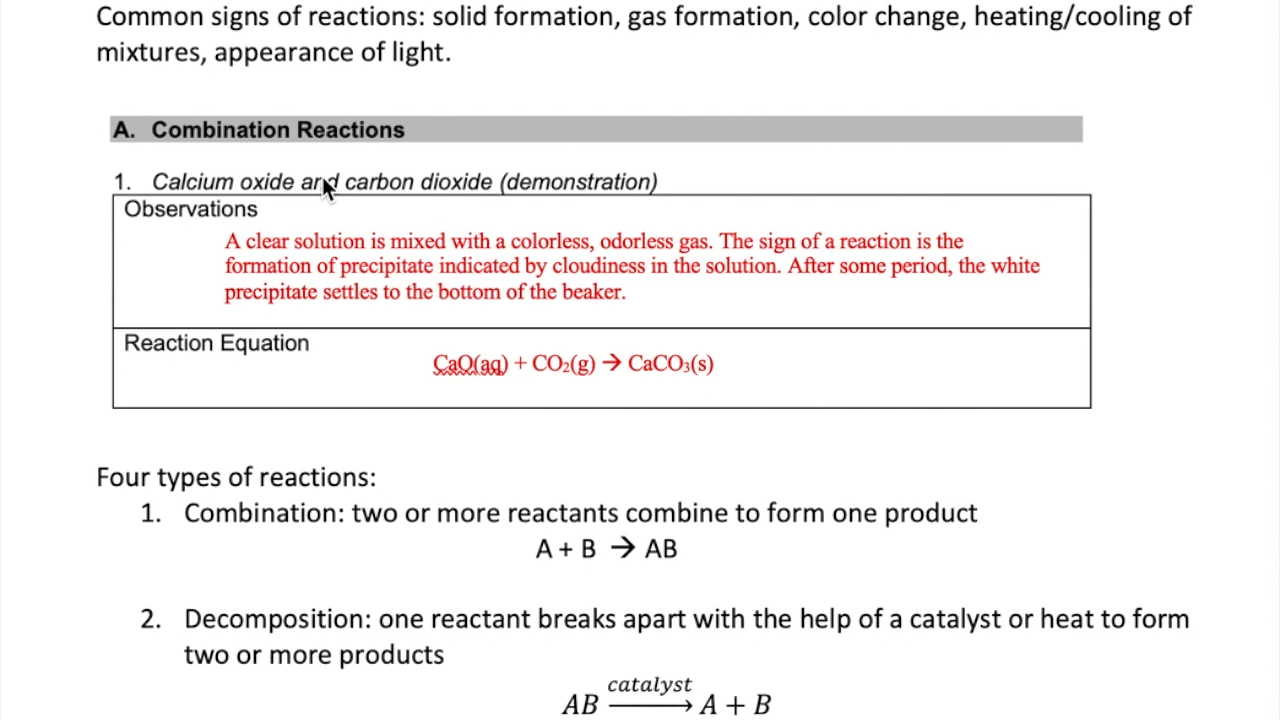 Common signs of reactions: solid formation, gas formation, color change, heating/cooling of
mixtures, appearance of light.
A. Combination Reactions
1. Calcium oxide and carbon dioxide (demonstration)
Observations
A clear solution is mixed with a colorless, odorless gas. The sign of a reaction is the
formation of precipitate indicated by cloudiness in the solution. After some period, the white
precipitate settles to the bottom of the beaker.
Reaction Equation
CaO(aq) + CO₂(g) → CaCO₃(s)
Four types of reactions:
1. Combination: two or more reactants combine to form one product
A + B → AB
2. Decomposition: one reactant breaks apart with the help of a catalyst or heat to form
two or more products
catalyst
AB ⟶ A + B